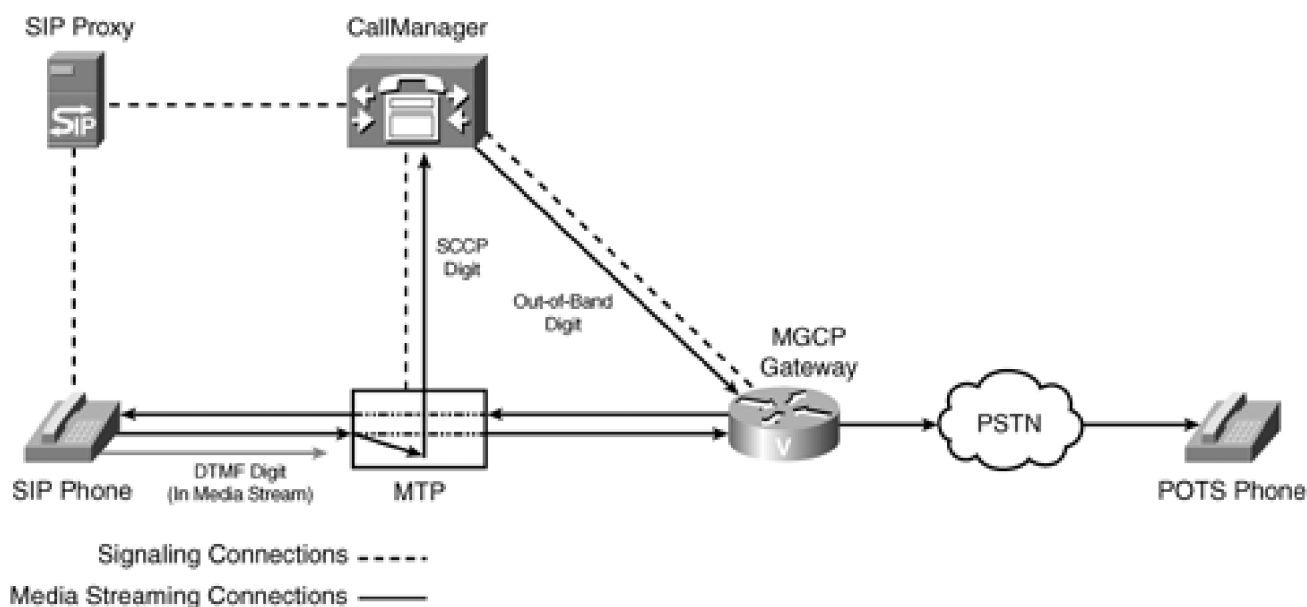 SIP Proxy
CallManager
SIP
SCCP
Digit
Out-of-Band
Digit
MGCP
Gateway
V
PSTN
SIP Phone
DTMF Digit
(In Media Stream)
MTP
POTS Phone
Signaling Connections
Media Streaming Connections